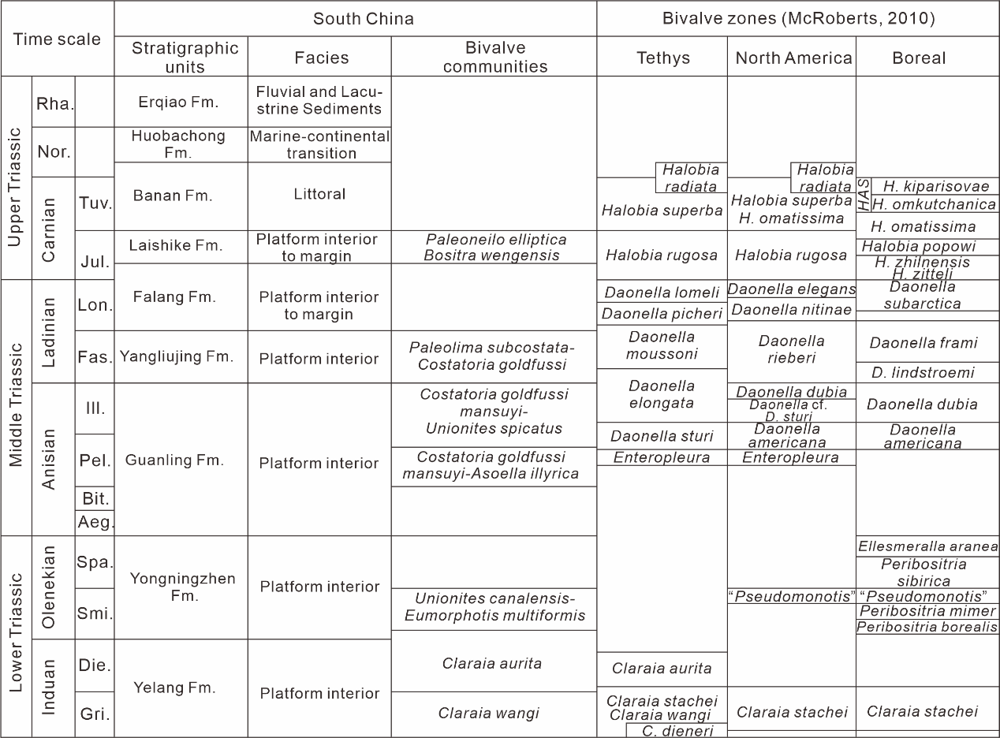 Time scale
South China
Bivalve zones (McRoberts, 2010)
Stratigraphic
units
Facies
Bivalve
communities
Tethys
North America
Boreal
Upper Triassic
Middle Triassic
Lower Triassic
Carnian
Ladinian
Anisian
Olenekian
Induan
Rha.
Nor.
Tuv.
Jul.
Lon.
Fas.
Ill.
Pel.
Bit.
Aeg.
Spa.
Smi.
Die.
Gri.
Erqiao Fm.
Huobachong
Fm.
Banan Fm.
Laishike Fm.
Falang Fm.
Yangliujing Fm.
Guanling Fm.
Yongningzhen
Fm.
Yelang Fm.
Fluvial and Lacu-
strine Sediments
Marine-continental
transition
Littoral
Platform interior
to margin
Platform interior
to margin
Platform interior
Platform interior
Platform interior
Platform interior
Paleoneilo elliptica
Bositra wengensis
Paleolima subcostata-
Costatoria goldfussi
Costatoria goldfussi
mansuyi-
Unionites spicatus
Costatoria goldfussi
mansuyi-Asoella illyrica
Unionites canalensis-
Eumorphotis multiformis
Claraia aurita
Claraia wangi
Halobia
radiata
Halobia superba
Halobia rugosa
Daonella lomeli
Daonella picheri
Daonella
moussoni
Daonella
elongata
Daonella sturi
Enteropleura
Claraia aurita
Claraia stachei
Claraia wangi
C. dieneri
Halobia
radiata
Halobia superba
H. omatissima
Halobia rugosa
Daonella elegans
Daonella nitinae
Daonella
rieberi
Daonella dubia
Daonella cf.
D. sturi
Daonella
americana
Enteropleura
“Pseudomonotis”
Claraia stachei
HAS
H. kiparisovae
H. omkutchanica
H. omatissima
Halobia popowi
H. zhilnensis
H. zitteli
Daonella
subarctica
Daonella frami
D. lindstroemi
Daonella dubia
Daonella
americana
Ellesmeralla aranea
Peribositria
sibirica
“Pseudomonotis”
Peribositria mimer
Peribositria borealis
Claraia stachei